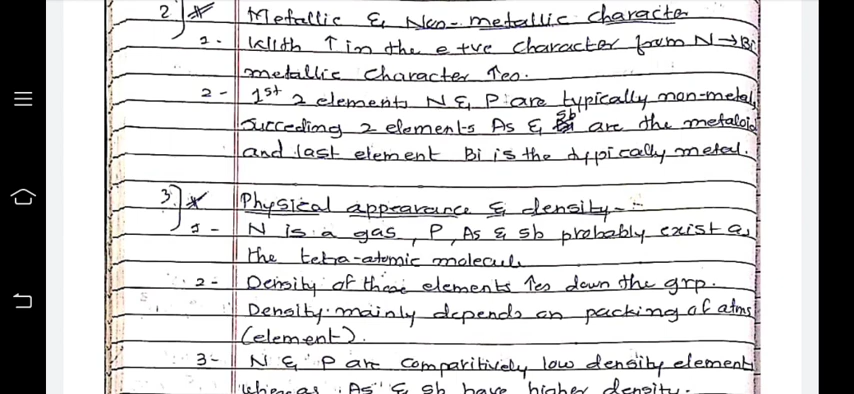 2.] * Metallic & Non-metallic character
1- With ↑ in the e +ve character from N→Bi
metallic character ↑es.
2- 1st 2 elements N & P are typically non-metal,
succeding 2 elements As & Sb are the metaloid
and last element Bi is the typically metal.
3.] * Physical appearance & density -:-
1- N is a gas, P, As & Sb probably exist as
the tetra-atomic molecule
2- Density of these elements ↑es down the grp.
Density mainly depends on packing of atms
(element).
3- N & P are comparitively low density element
whereas As & Sb have higher density.